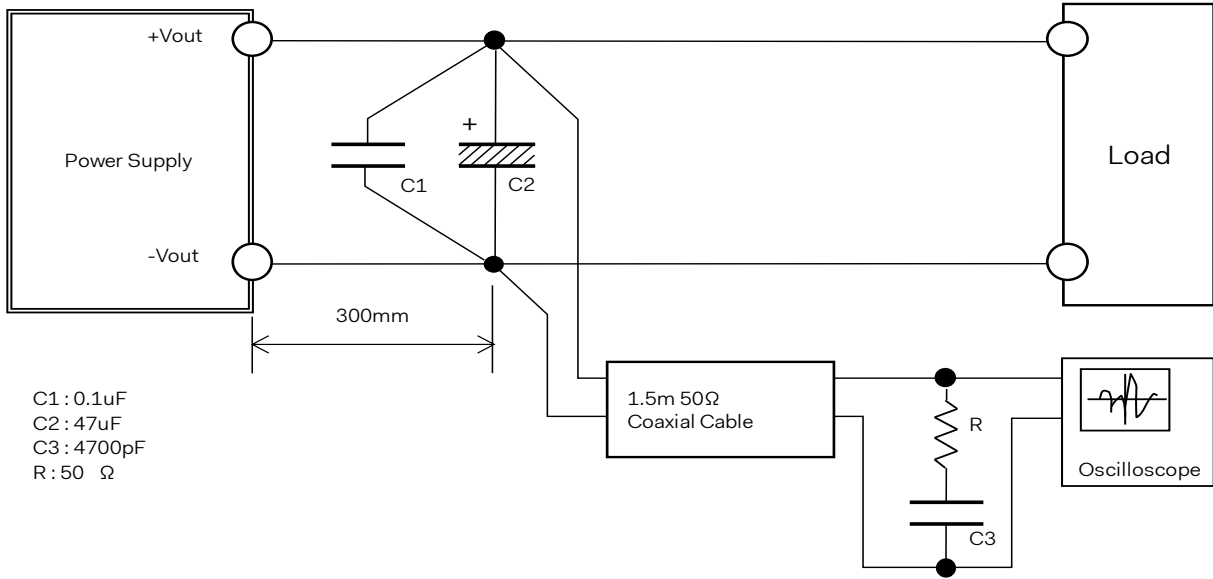 +Vout
Power Supply
-Vout
+
C1
C2
Load
300mm
C1 : 0.1uF
C2 : 47uF
C3 : 4700pF
R : 50 Ω
1.5m 50Ω
Coaxial Cable
R
C3
Oscilloscope